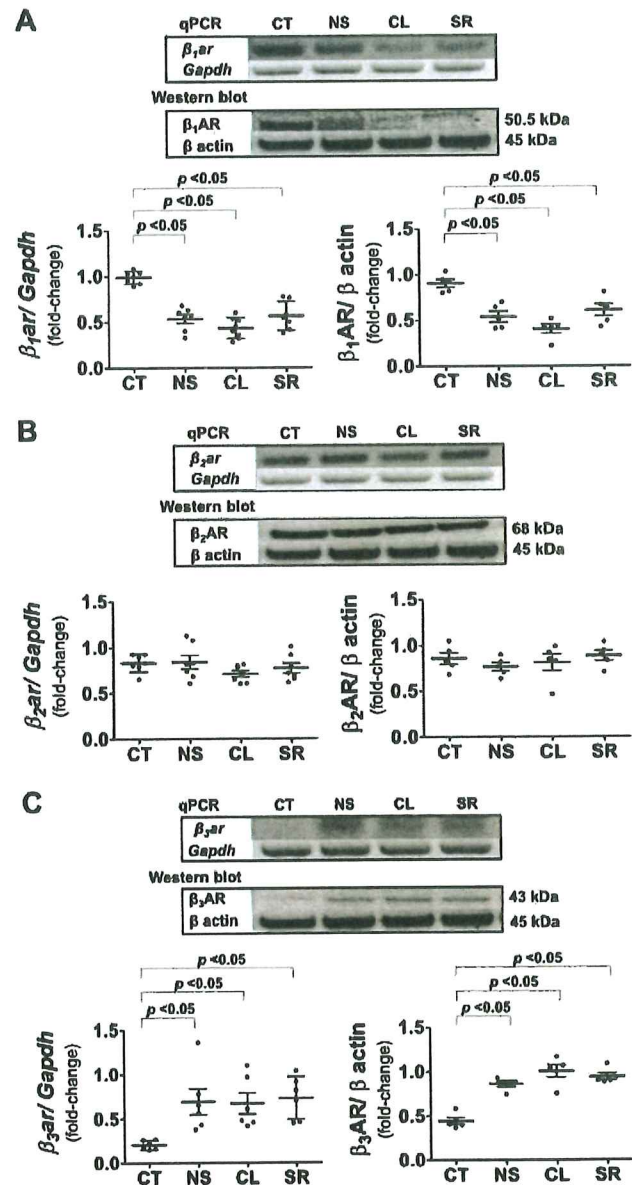 A
qPCR CT NS CL SR
β₁ar
Gapdh
Western blot
β₁AR 50.5 kDa
β actin 45 kDa
p <0.05
p <0.05
p <0.05
β₁ar/ Gapdh
(fold-change)
1.5
1.0
0.5
0.0
CT NS CL SR
p <0.05
p <0.05
p <0.05
β₁AR/ β actin
(fold-change)
1.5
1.0
0.5
0.0
CT NS CL SR
B
qPCR CT NS CL SR
β₂ar
Gapdh
Western blot
β₂AR 68 kDa
β actin 45 kDa
β₂ar/ Gapdh
(fold-change)
1.5
1.0
0.5
0.0
CT NS CL SR
β₂AR/ β actin
(fold-change)
1.5
1.0
0.5
0.0
CT NS CL SR
C
qPCR CT NS CL SR
β₃ar
Gapdh
Western blot
β₃AR 43 kDa
β actin 45 kDa
p <0.05
p <0.05
p <0.05
β₃ar/ Gapdh
(fold-change)
1.5
1.0
0.5
0.0
CT NS CL SR
p <0.05
p <0.05
p <0.05
β₃AR/ β actin
(fold-change)
1.5
1.0
0.5
0.0
CT NS CL SR